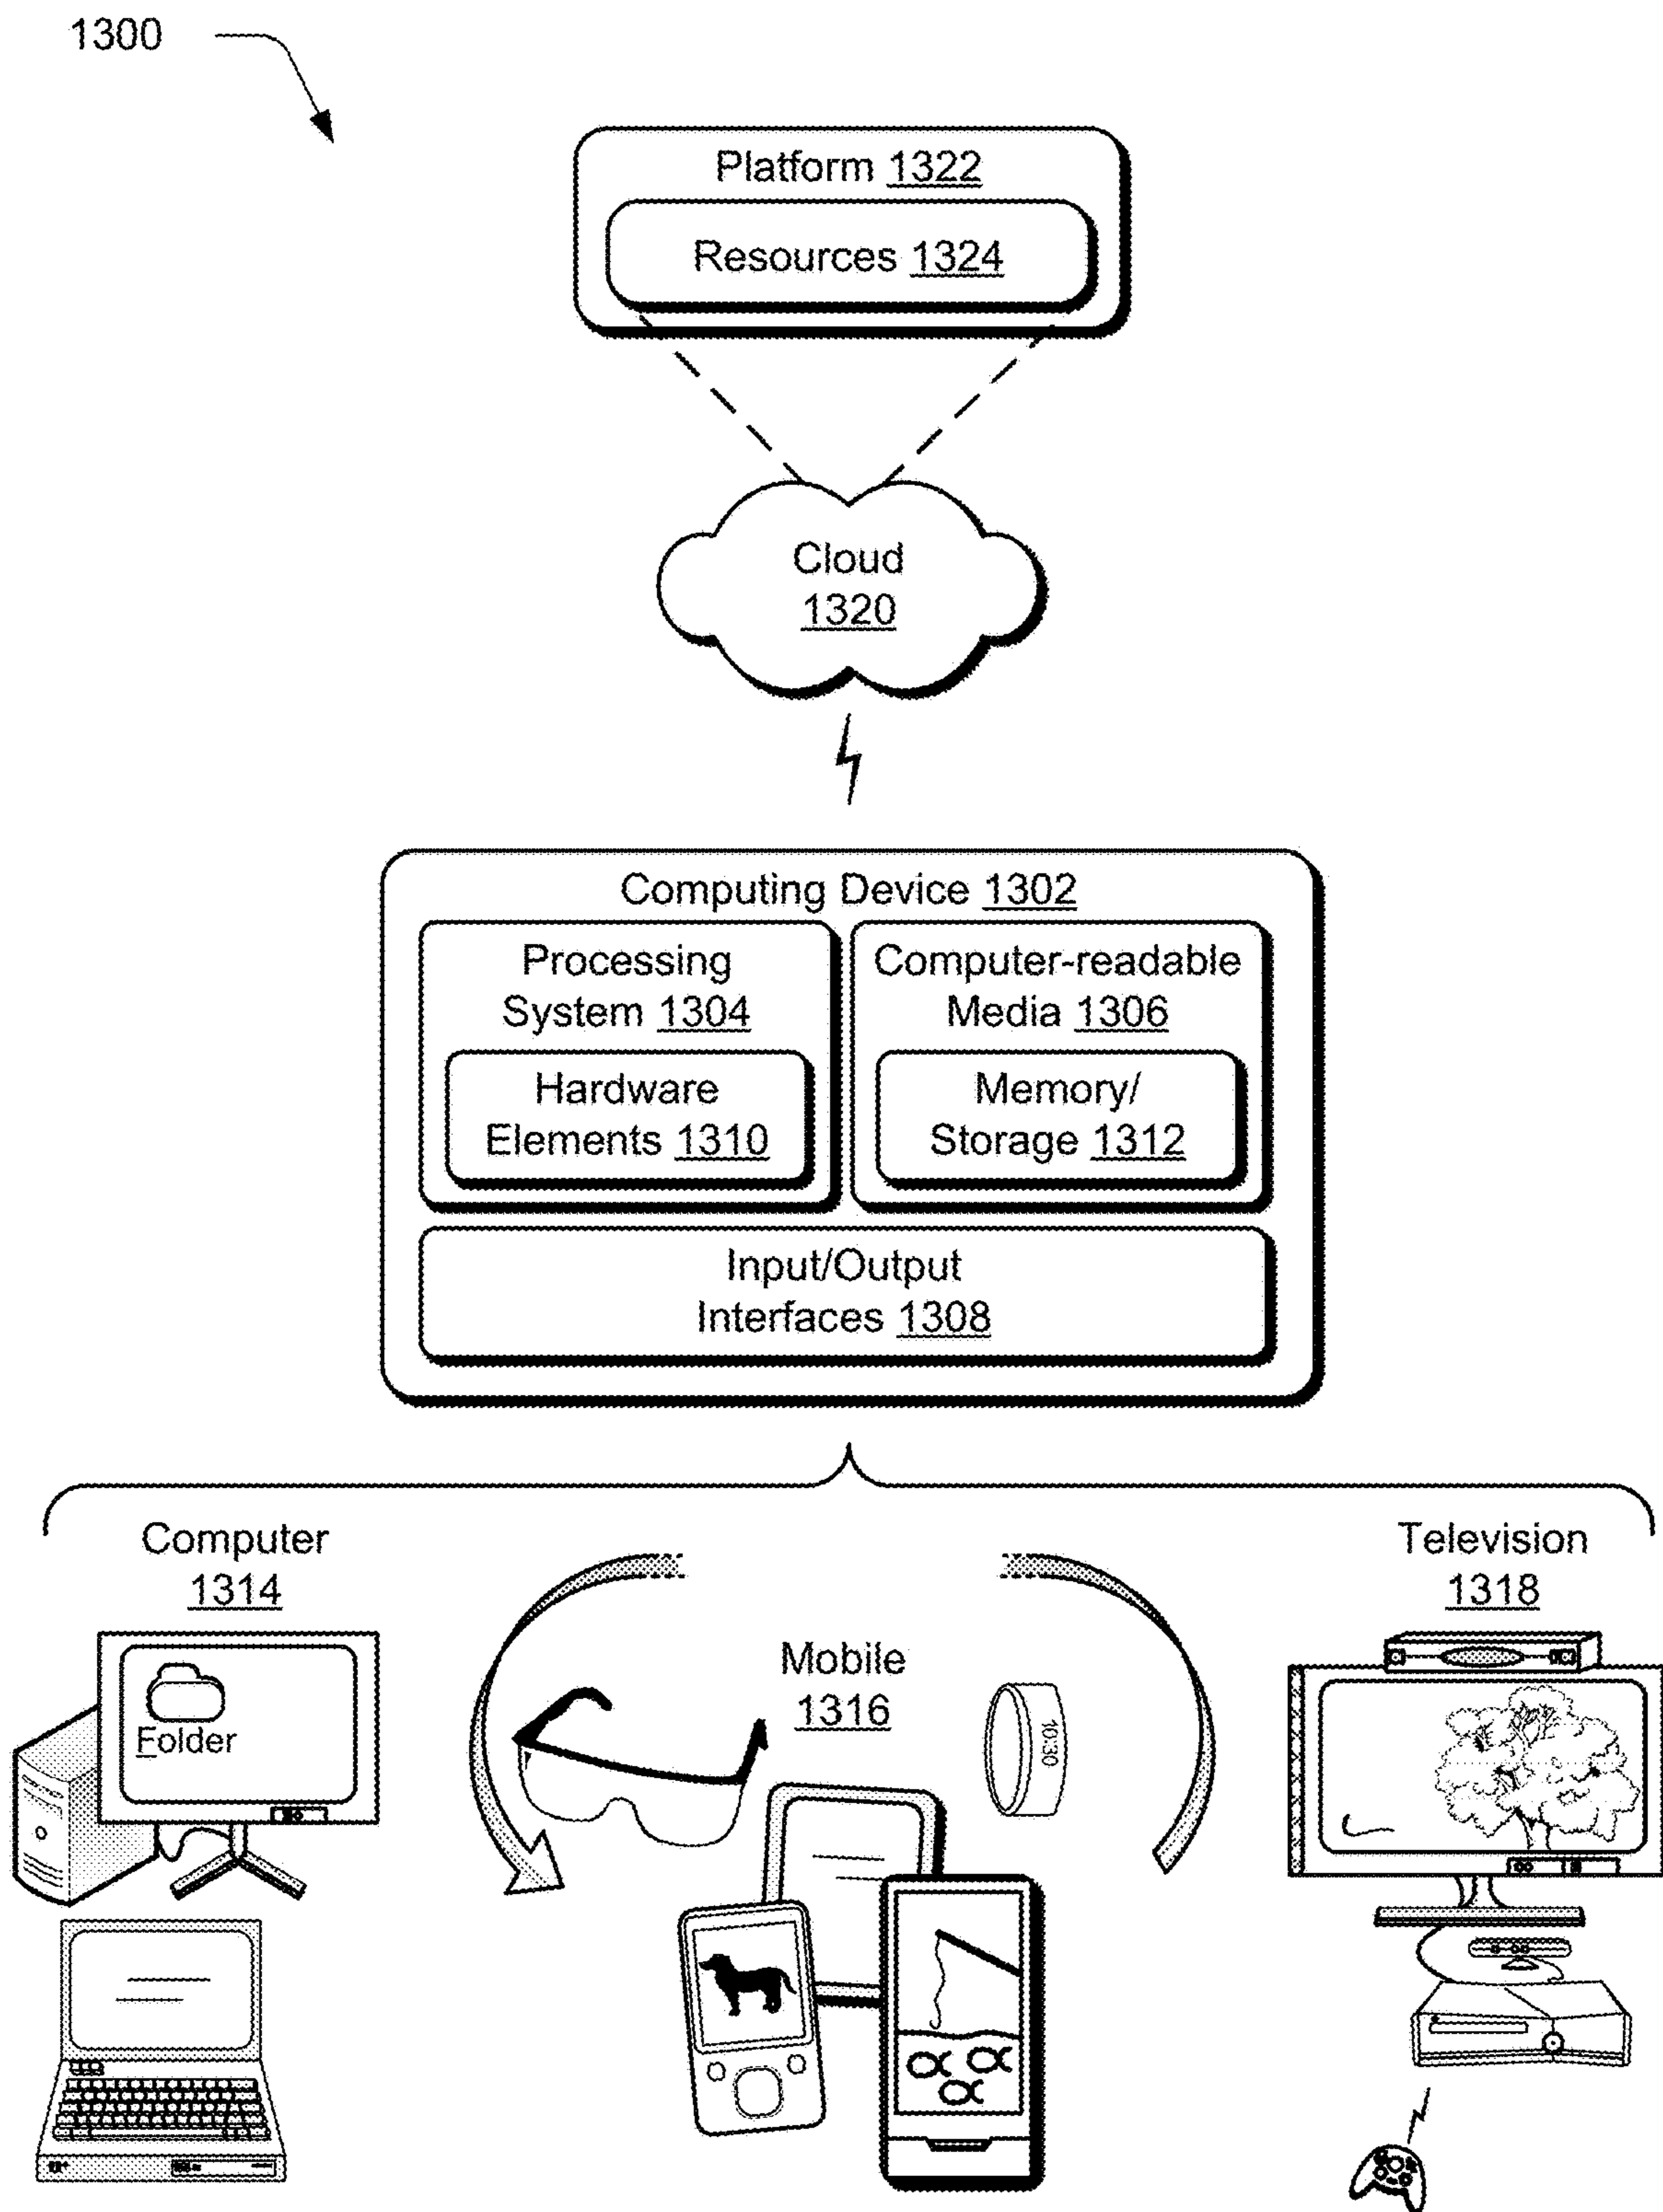 1300
Platform 1322
Resources 1324
Cloud
1320
Computing Device 1302
Processing
System 1304
Hardware
Elements 1310
Computer-readable
Media 1306
Memory/
Storage 1312
Input/Output
Interfaces 1308
Computer
1314
Folder
Mobile
1316
10:30
Television
1318